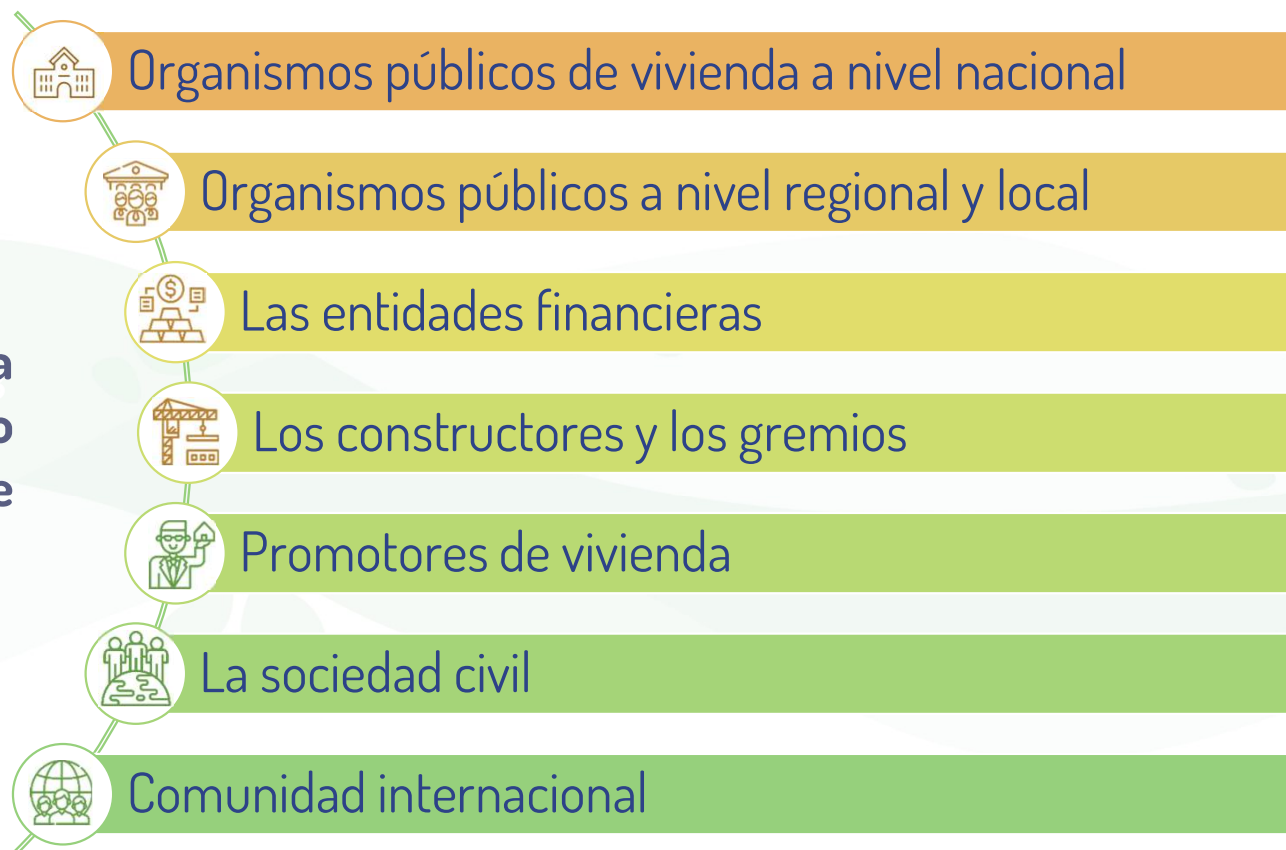 Organismos públicos de vivienda a nivel nacional
Organismos públicos a nivel regional y local
Las entidades financieras
a
Los constructores y los gremios
o
e
Promotores de vivienda
La sociedad civil
Comunidad internacional